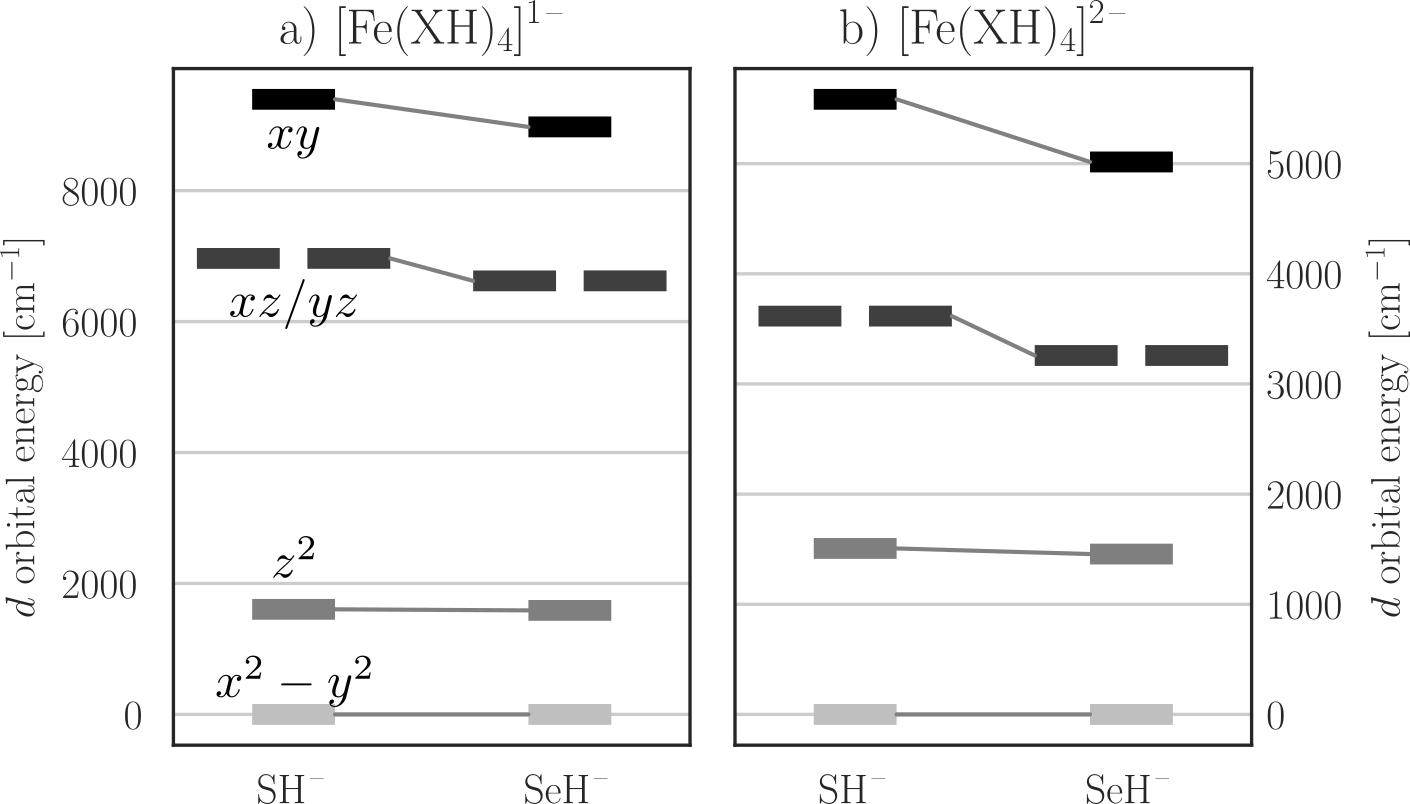 a) [Fe(XH)₄]¹⁻
b) [Fe(XH)₄]²⁻
d orbital energy [cm⁻¹]
8000
6000
4000
2000
0
xy
xz/yz
z²
x² − y²
SH⁻
SeH⁻
5000
4000
3000
2000
1000
0
d orbital energy [cm⁻¹]
SH⁻
SeH⁻